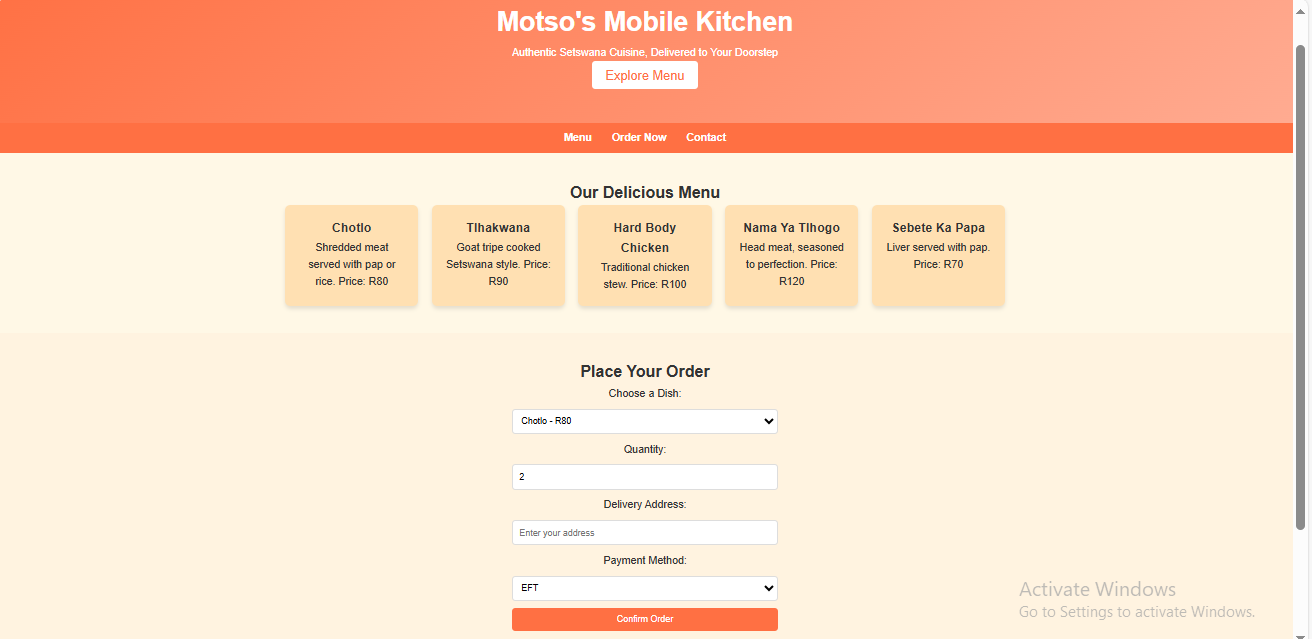 Motso's Mobile Kitchen
Authentic Setswana Cuisine, Delivered to Your Doorstep
Explore Menu
Menu Order Now Contact
Our Delicious Menu
Chotlo
Shredded meat
served with pap or
rice. Price: R80
Tlhakwana
Goat tripe cooked
Setswana style. Price:
R90
Hard Body
Chicken
Traditional chicken
stew. Price: R100
Nama Ya Tlhogo
Head meat, seasoned
to perfection. Price:
R120
Sebete Ka Papa
Liver served with pap.
Price: R70
Place Your Order
Choose a Dish:
Chotlo - R80
Quantity:
2
Delivery Address:
Enter your address
Payment Method:
EFT
Confirm Order
Activate Windows
Go to Settings to activate Windows.